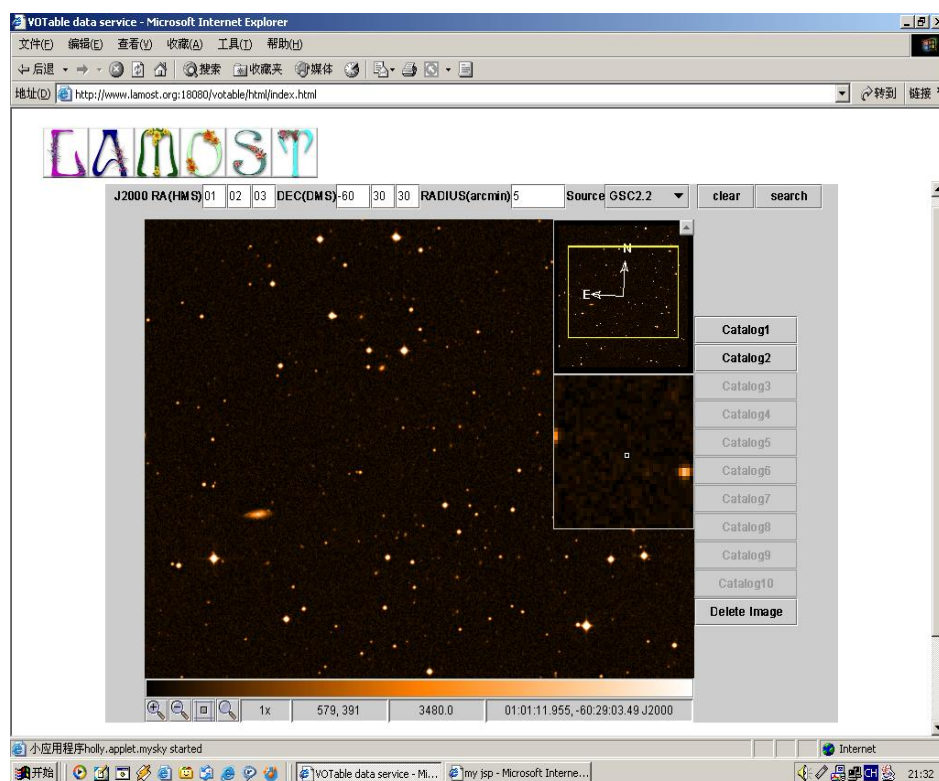 VOTable data service - Microsoft Internet Explorer
文件(F) 编辑(E) 查看(V) 收藏(A) 工具(T) 帮助(H)
后退 搜索 收藏夹 媒体
地址(D) http://www.lamost.org:18080/votable/html/index.html 转到 链接
LAMOST
J2000 RA(HMS) 01 02 03 DEC(DMS) -60 30 30 RADIUS(arcmin) 5 Source GSC2.2 clear search
N
E
Catalog1
Catalog2
Catalog3
Catalog4
Catalog5
Catalog6
Catalog7
Catalog8
Catalog9
Catalog10
Delete Image
1x 579, 391 3480.0 01:01:11.955, -60:29:03.49 J2000
小应用程序holly.applet.mysky started Internet
开始 VOTable data service - Mi... my jsp - Microsoft Interne... CH 21:32